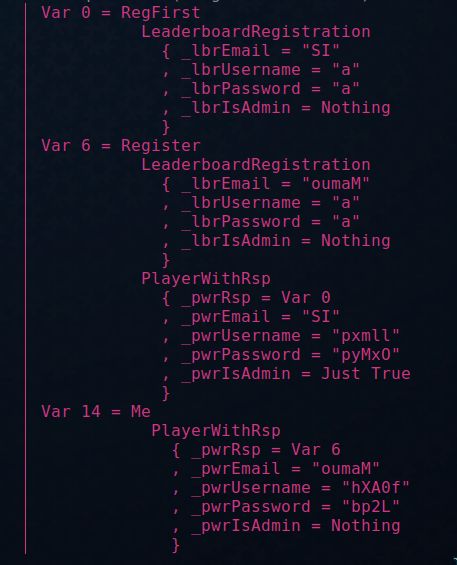 Var 0 = RegFirst
LeaderboardRegistration
{ _lbrEmail = "SI"
, _lbrUsername = "a"
, _lbrPassword = "a"
, _lbrIsAdmin = Nothing
}
Var 6 = Register
LeaderboardRegistration
{ _lbrEmail = "oumaM"
, _lbrUsername = "a"
, _lbrPassword = "a"
, _lbrIsAdmin = Nothing
}
PlayerWithRsp
{ _pwrRsp = Var 0
, _pwrEmail = "SI"
, _pwrUsername = "pxmll"
, _pwrPassword = "pyMxO"
, _pwrIsAdmin = Just True
}
Var 14 = Me
PlayerWithRsp
{ _pwrRsp = Var 6
, _pwrEmail = "oumaM"
, _pwrUsername = "hXA0f"
, _pwrPassword = "bp2L"
, _pwrIsAdmin = Nothing
}